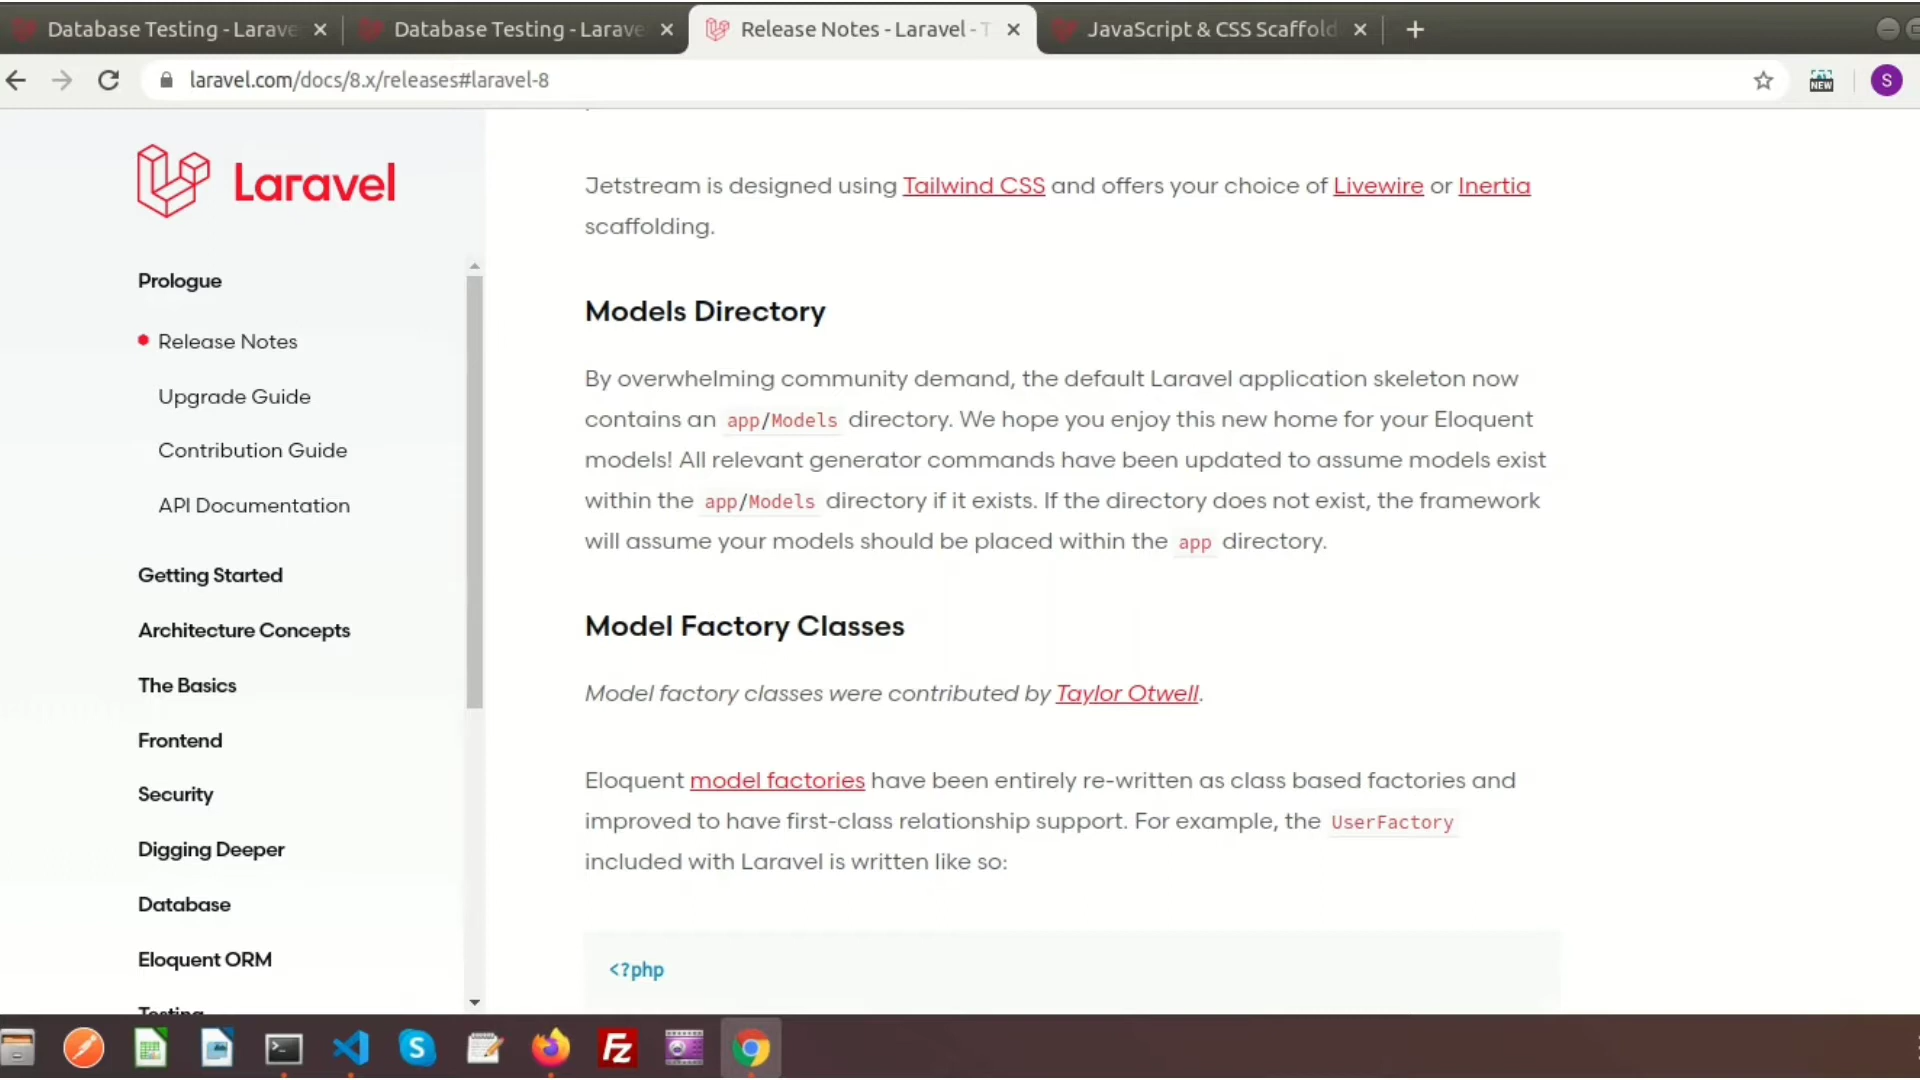 Database Testing - Larave
Database Testing - Larave
Release Notes - Laravel - T
JavaScript & CSS Scaffold
laravel.com/docs/8.x/releases#laravel-8
NEW
S
Laravel
Prologue
Release Notes
Upgrade Guide
Contribution Guide
API Documentation
Getting Started
Architecture Concepts
The Basics
Frontend
Security
Digging Deeper
Database
Eloquent ORM
Testing
Jetstream is designed using Tailwind CSS and offers your choice of Livewire or Inertia
scaffolding.
Models Directory
By overwhelming community demand, the default Laravel application skeleton now
contains an app/Models directory. We hope you enjoy this new home for your Eloquent
models! All relevant generator commands have been updated to assume models exist
within the app/Models directory if it exists. If the directory does not exist, the framework
will assume your models should be placed within the app directory.
Model Factory Classes
Model factory classes were contributed by Taylor Otwell.
Eloquent model factories have been entirely re-written as class based factories and
improved to have first-class relationship support. For example, the UserFactory
included with Laravel is written like so:
<?php